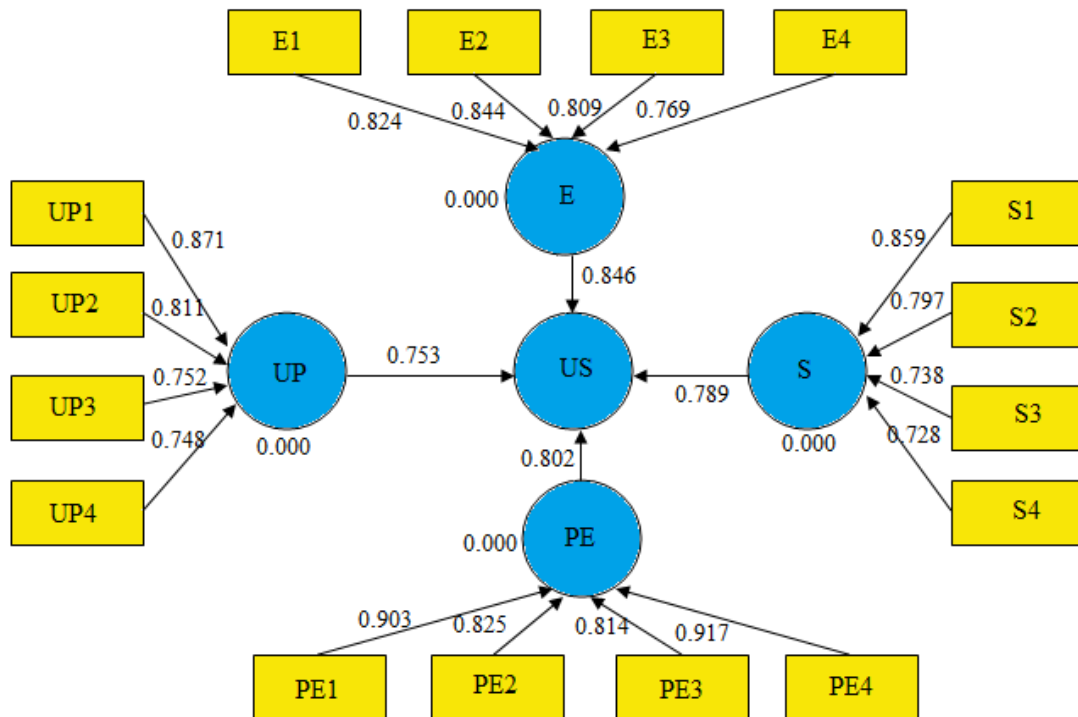 E1
E2
E3
E4
0.824
0.844
0.809
0.769
0.000
E
UP1
UP2
UP3
UP4
0.871
0.811
0.752
0.748
UP
0.000
0.753
0.846
US
0.789
0.802
S
0.000
S1
S2
S3
S4
0.859
0.797
0.738
0.728
0.000
PE
0.903
0.825
0.814
0.917
PE1
PE2
PE3
PE4